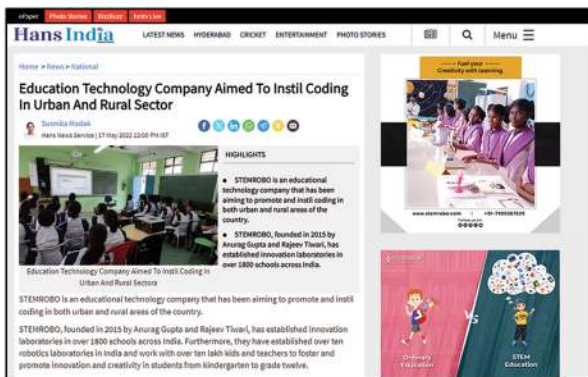 ePaper Photo Stories BizzBuzz hmtv Live
Hans India
LATEST NEWS HYDERABAD CRICKET ENTERTAINMENT PHOTO STORIES
Menu
Home > News > National
Education Technology Company Aimed To Instil Coding
In Urban And Rural Sector
Susmita Modak
Hans News Service | 17 May 2022 12:00 PM IST
HIGHLIGHTS
STEMROBO is an educational
technology company that has been
aiming to promote and instil coding in
both urban and rural areas of the
country.
STEMROBO, founded in 2015 by
Anurag Gupta and Rajeev Tiwari, has
established innovation laboratories in
over 1800 schools across India.
Education Technology Company Aimed To Instil Coding in
Urban And Rural Sectors
STEMROBO is an educational technology company that has been aiming to promote and instil
coding in both urban and rural areas of the country.
STEMROBO, founded in 2015 by Anurag Gupta and Rajeev Tiwari, has established innovation
laboratories in over 1800 schools across India. Furthermore, they have established over ten
robotics laboratories in India and work with over ten lakh kids and teachers to foster and
promote innovation and creativity in students from kindergarten to grade twelve.
Fuel your
Creativity with Learning
www.stemrobo.com
Follow us on
Ordinary
Education
VS
STEM
Education